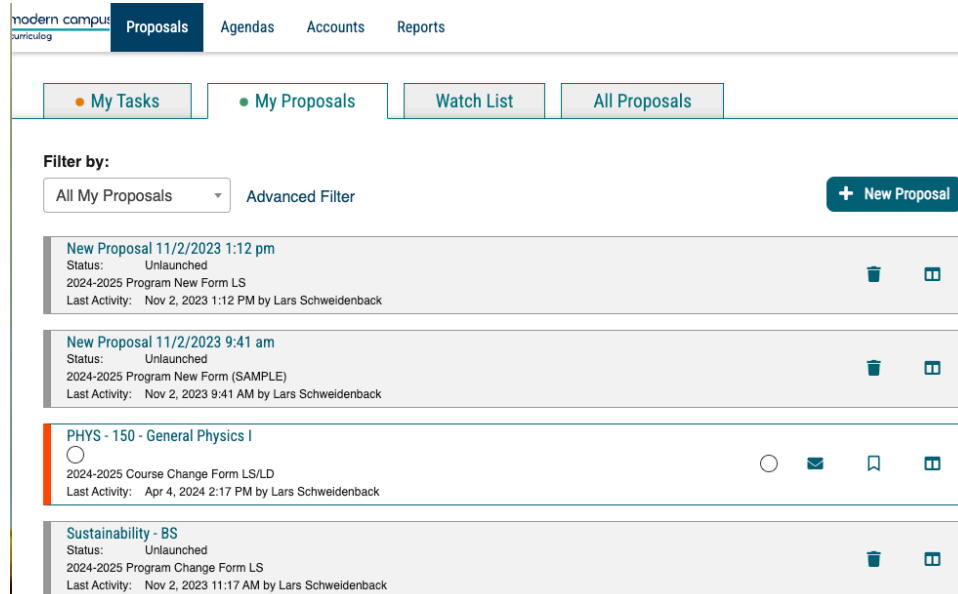 modern campus
curriculog
Proposals Agendas Accounts Reports
My Tasks My Proposals Watch List All Proposals
Filter by:
All My Proposals Advanced Filter
+ New Proposal
New Proposal 11/2/2023 1:12 pm
Status: Unlaunched
2024-2025 Program New Form LS
Last Activity: Nov 2, 2023 1:12 PM by Lars Schweidenback
New Proposal 11/2/2023 9:41 am
Status: Unlaunched
2024-2025 Program New Form (SAMPLE)
Last Activity: Nov 2, 2023 9:41 AM by Lars Schweidenback
PHYS - 150 - General Physics I
2024-2025 Course Change Form LS/LD
Last Activity: Apr 4, 2024 2:17 PM by Lars Schweidenback
Sustainability - BS
Status: Unlaunched
2024-2025 Program Change Form LS
Last Activity: Nov 2, 2023 11:17 AM by Lars Schweidenback